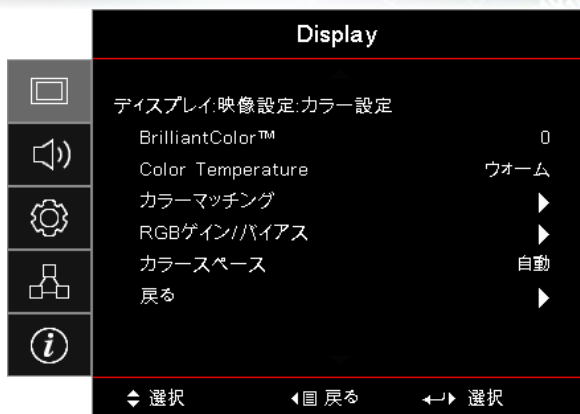 Display
ディスプレイ:映像設定:カラー設定
BrilliantColor™ 0
Color Temperature ウォーム
カラーマッチング
RGBゲイン/バイアス
カラースペース 自動
戻る
選択 戻る 選択